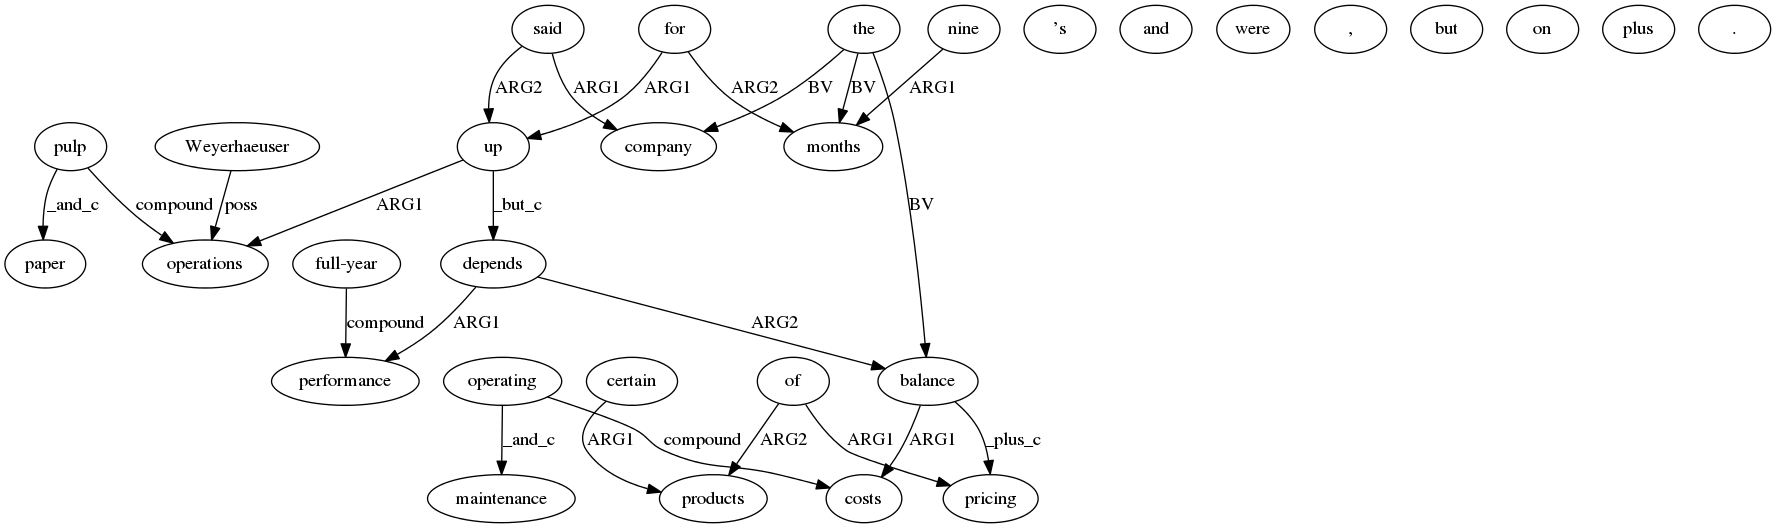 said for the nine ’s and were , but on plus .
ARG2 ARG1 ARG1 ARG2 BV BV ARG1
pulp Weyerhaeuser up company months
_and_c compound poss ARG1 _but_c BV
paper operations full-year depends
compound ARG1 ARG2
performance operating certain of balance
_and_c ARG1 compound ARG2 ARG1 ARG1 _plus_c
maintenance products costs pricing